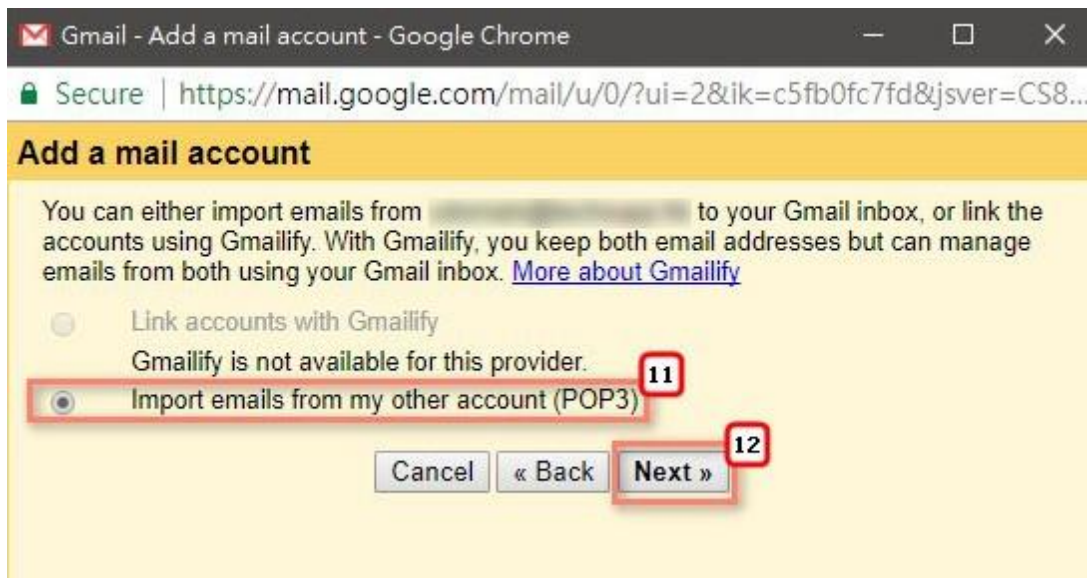 Gmail - Add a mail account - Google Chrome
Secure | https://mail.google.com/mail/u/0/?ui=2&ik=c5fb0fc7fd&jsver=CS8...
Add a mail account
You can either import emails from to your Gmail inbox, or link the
accounts using Gmailify. With Gmailify, you keep both email addresses but can manage
emails from both using your Gmail inbox. More about Gmailify
Link accounts with Gmailify
Gmailify is not available for this provider.
11
Import emails from my other account (POP3)
12
Cancel « Back Next »